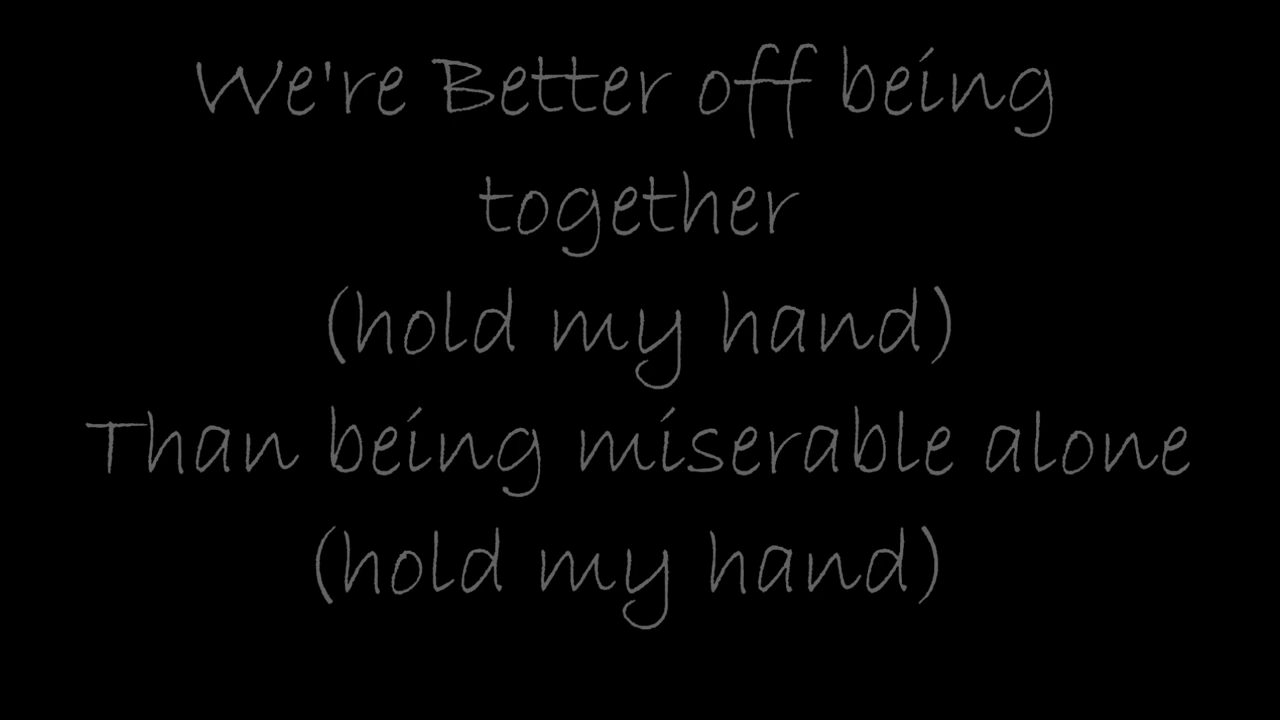 We're Better off being
together
(hold my hand)
Than being miserable alone
(hold my hand)